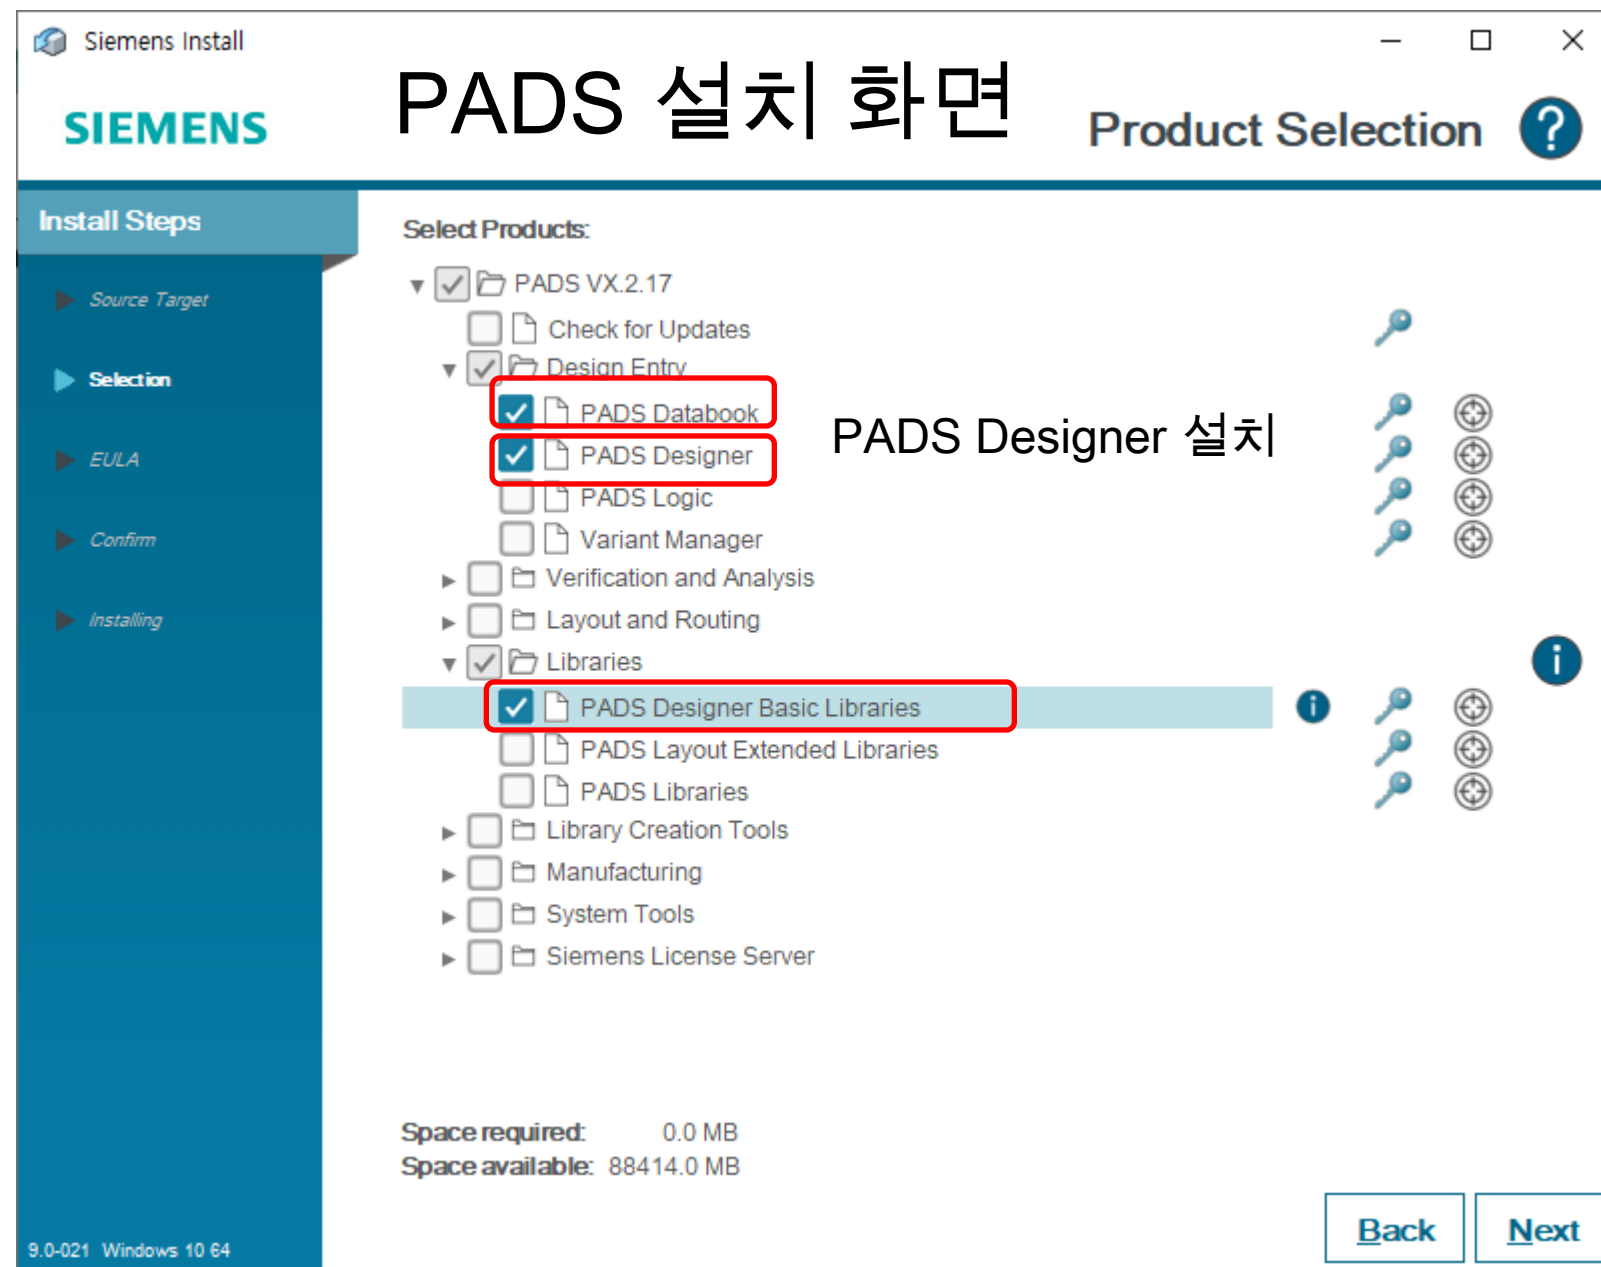 Siemens Install
PADS 설치 화면
SIEMENS
Product Selection
Install Steps
Source Target
Selection
EULA
Confirm
Installing
Select Products:
PADS VX.2.17
Check for Updates
Design Entry
PADS Databook
PADS Designer
PADS Designer 설치
PADS Logic
Variant Manager
Verification and Analysis
Layout and Routing
Libraries
PADS Designer Basic Libraries
PADS Layout Extended Libraries
PADS Libraries
Library Creation Tools
Manufacturing
System Tools
Siemens License Server
Space required: 0.0 MB
Space available: 88414.0 MB
Back
Next
9.0-021 Windows 10 64